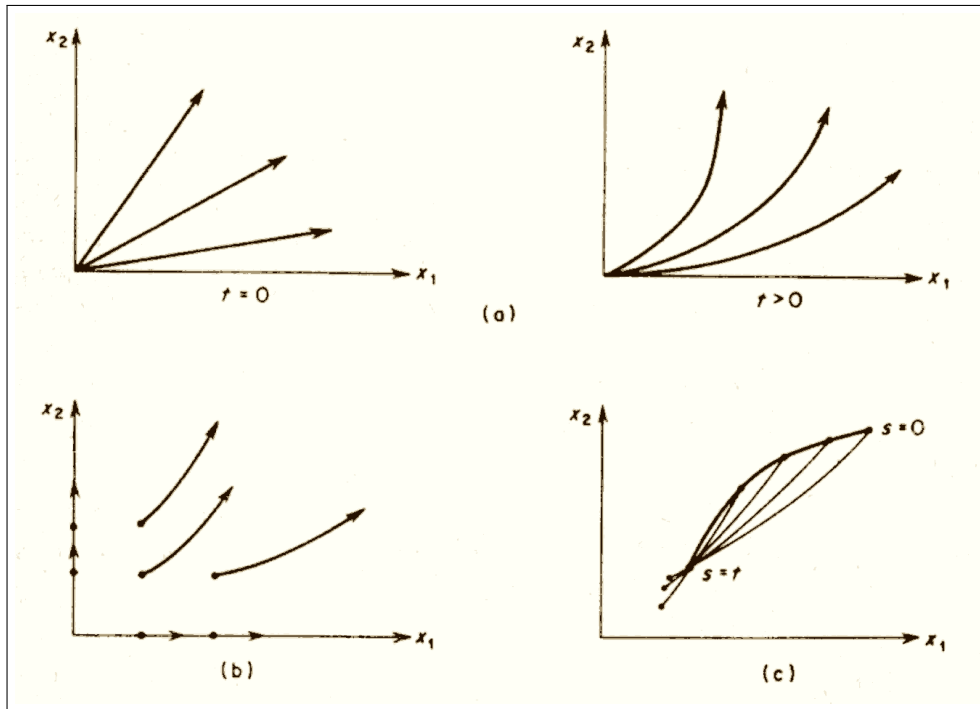 x₂
x₁
t = 0
x₂
x₁
t > 0
(a)
x₂
x₁
(b)
x₂
s = 0
s = t
x₁
(c)